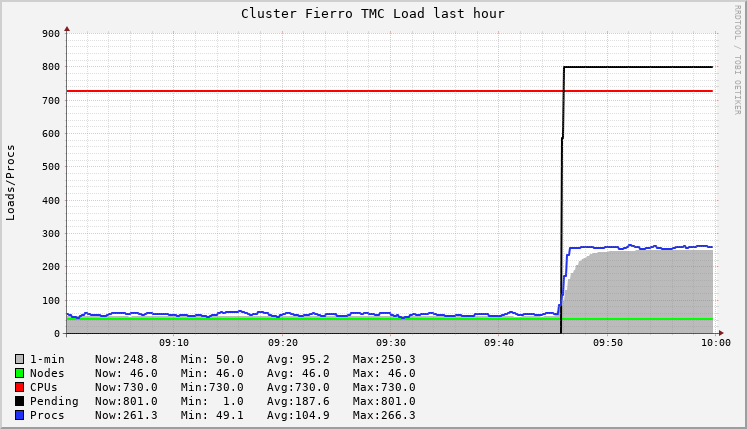 Cluster Fierro TMC Load last hour
RRDTOOL / TOBI OETIKER
Loads/Procs
900
800
700
600
500
400
300
200
100
0
09:10 09:20 09:30 09:40 09:50 10:00
1-min Now:248.8 Min: 50.0 Avg: 95.2 Max:250.3
Nodes Now: 46.0 Min: 46.0 Avg: 46.0 Max: 46.0
CPUs Now:730.0 Min:730.0 Avg:730.0 Max:730.0
Pending Now:801.0 Min: 1.0 Avg:187.6 Max:801.0
Procs Now:261.3 Min: 49.1 Avg:104.9 Max:266.3